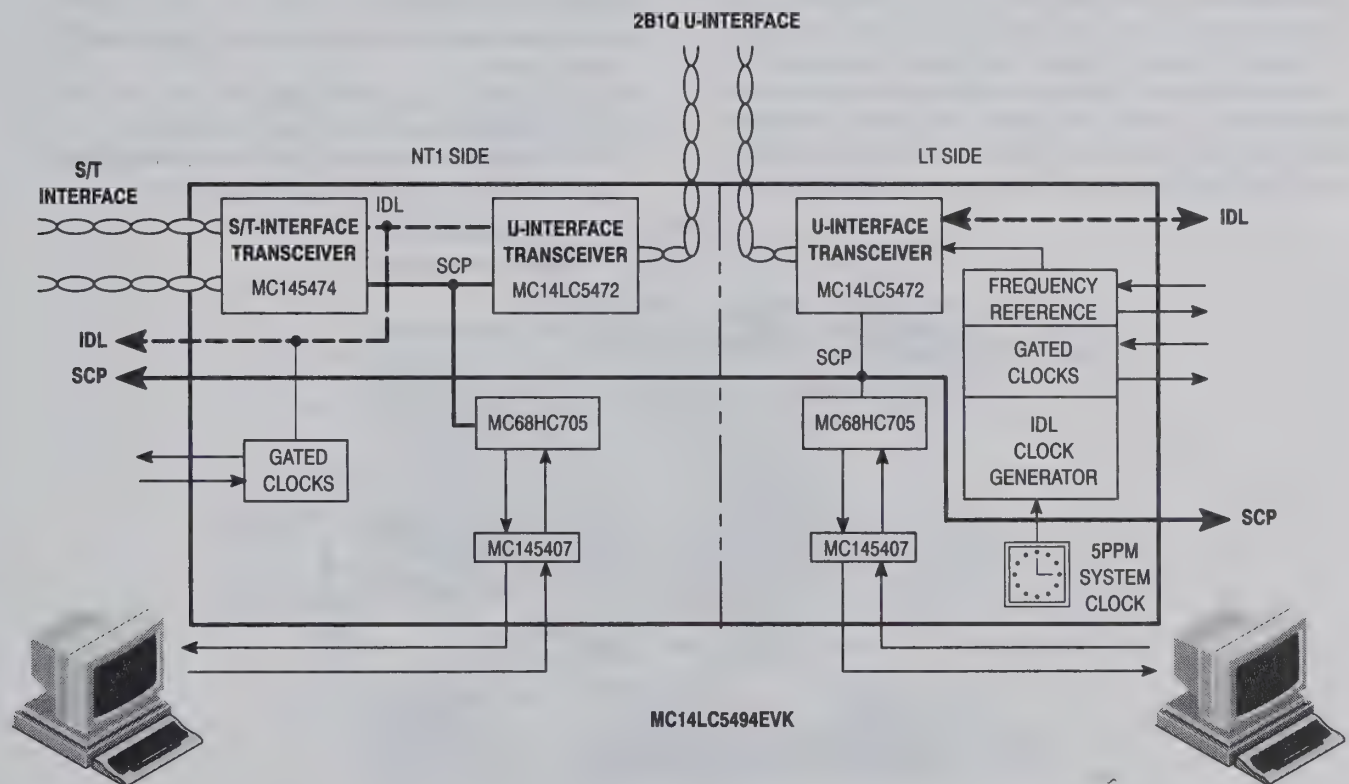 2B1Q U-INTERFACE
NT1 SIDE
LT SIDE
S/T
INTERFACE
S/T-INTERFACE
TRANSCEIVER
MC145474
IDL
SCP
U-INTERFACE
TRANSCEIVER
MC14LC5472
U-INTERFACE
TRANSCEIVER
MC14LC5472
IDL
FREQUENCY
REFERENCE
GATED
CLOCKS
IDL
CLOCK
GENERATOR
IDL
SCP
SCP
MC68HC705
MC68HC705
GATED
CLOCKS
MC145407
MC145407
SCP
5PPM
SYSTEM
CLOCK
MC14LC5494EVK